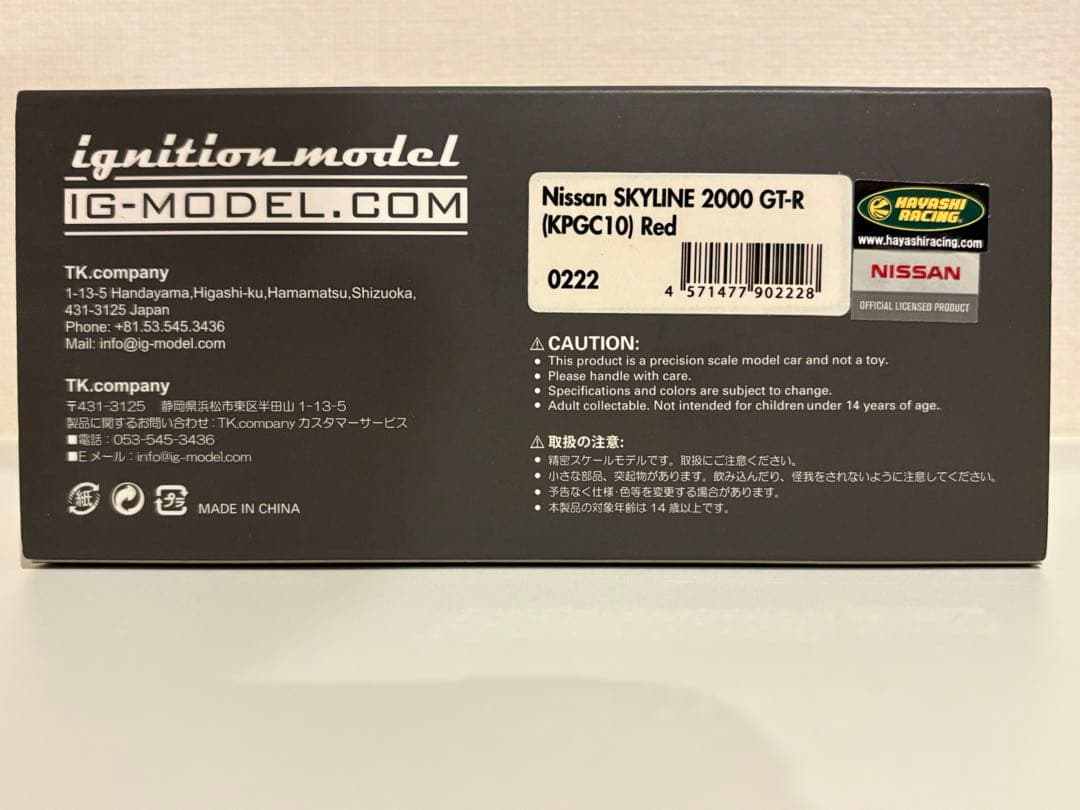 ignition model
IG-MODEL.COM
TK.company
1-13-5 Handayama,Higashi-ku,Hamamatsu,Shizuoka,
431-3125 Japan
Phone: +81.53.545.3436
Mail: info@ig-model.com
TK.company
〒431-3125 静岡県浜松市東区半田山 1-13-5
製品に関するお問い合わせ：TK.company カスタマーサービス
■電話：053-545-3436
■E メール：info@ig-model.com
紙
プラ
MADE IN CHINA
Nissan SKYLINE 2000 GT-R
(KPGC10) Red
0222
4 571477 902228
HAYASHI
RACING
www.hayashiracing.com
NISSAN
OFFICIAL LICENSED PRODUCT
⚠ CAUTION:
• This product is a precision scale model car and not a toy.
• Please handle with care.
• Specifications and colors are subject to change.
• Adult collectable. Not intended for children under 14 years of age.
⚠ 取扱の注意:
• 精密スケールモデルです。取扱にご注意ください。
• 小さな部品、突起物があります。飲み込んだり、怪我をされないように注意してください。
• 予告なく仕様・色等を変更する場合があります。
• 本製品の対象年齢は 14 歳以上です。